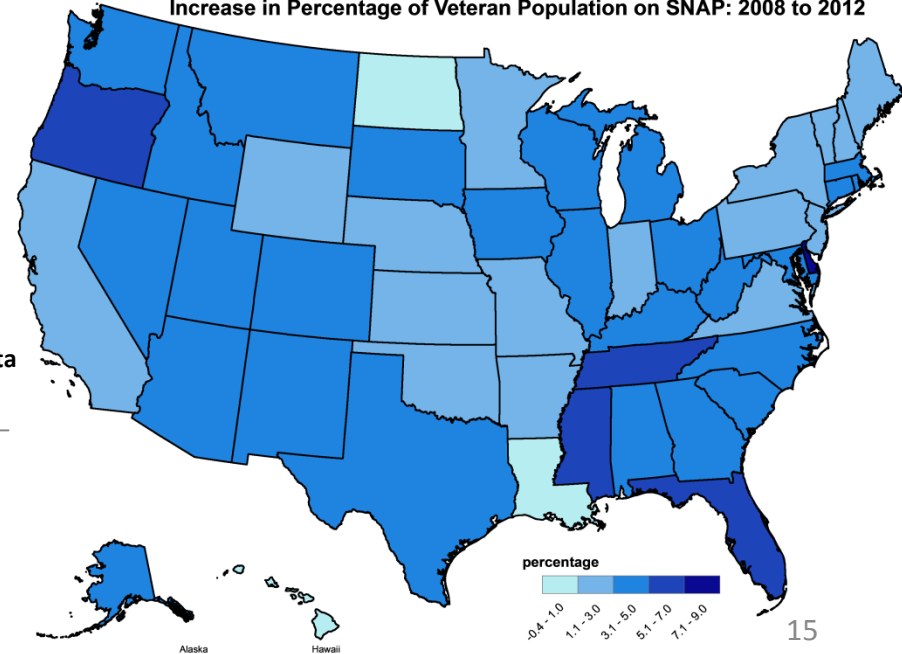 Increase in Percentage of Veteran Population on SNAP: 2008 to 2012
ta
percentage
-0.4 - 1.0
1.1 - 3.0
3.1 - 5.0
5.1 - 7.0
7.1 - 9.0
15
Alaska
Hawaii